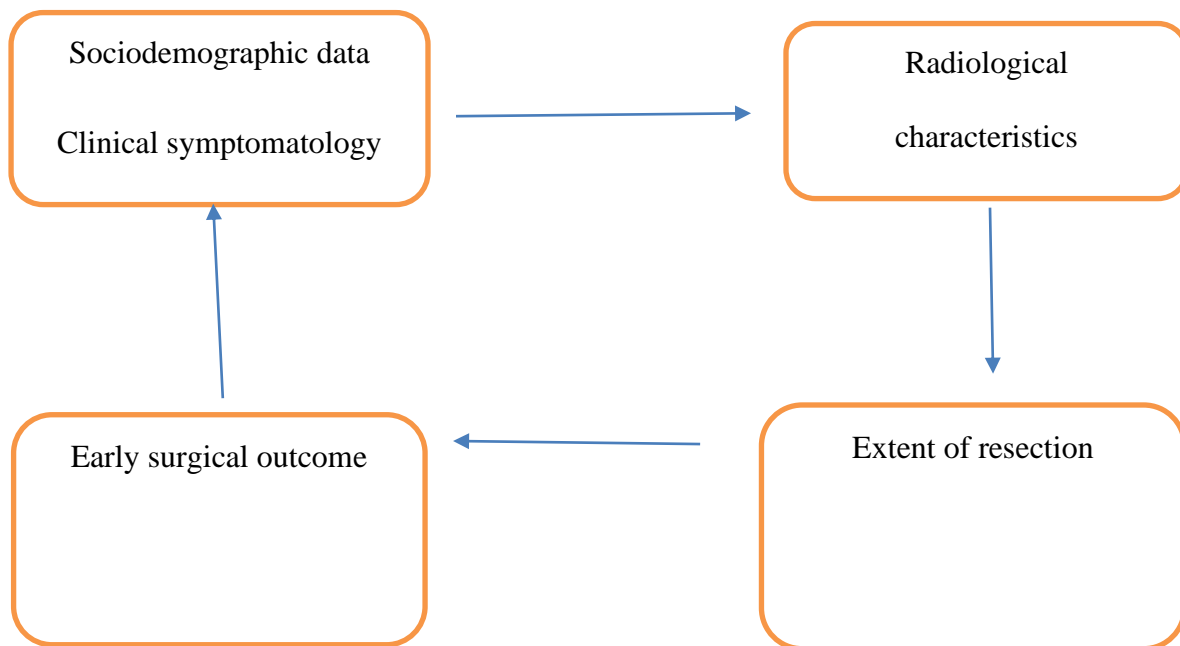 Sociodemographic data
Clinical symptomatology
Radiological
characteristics
Early surgical outcome
Extent of resection